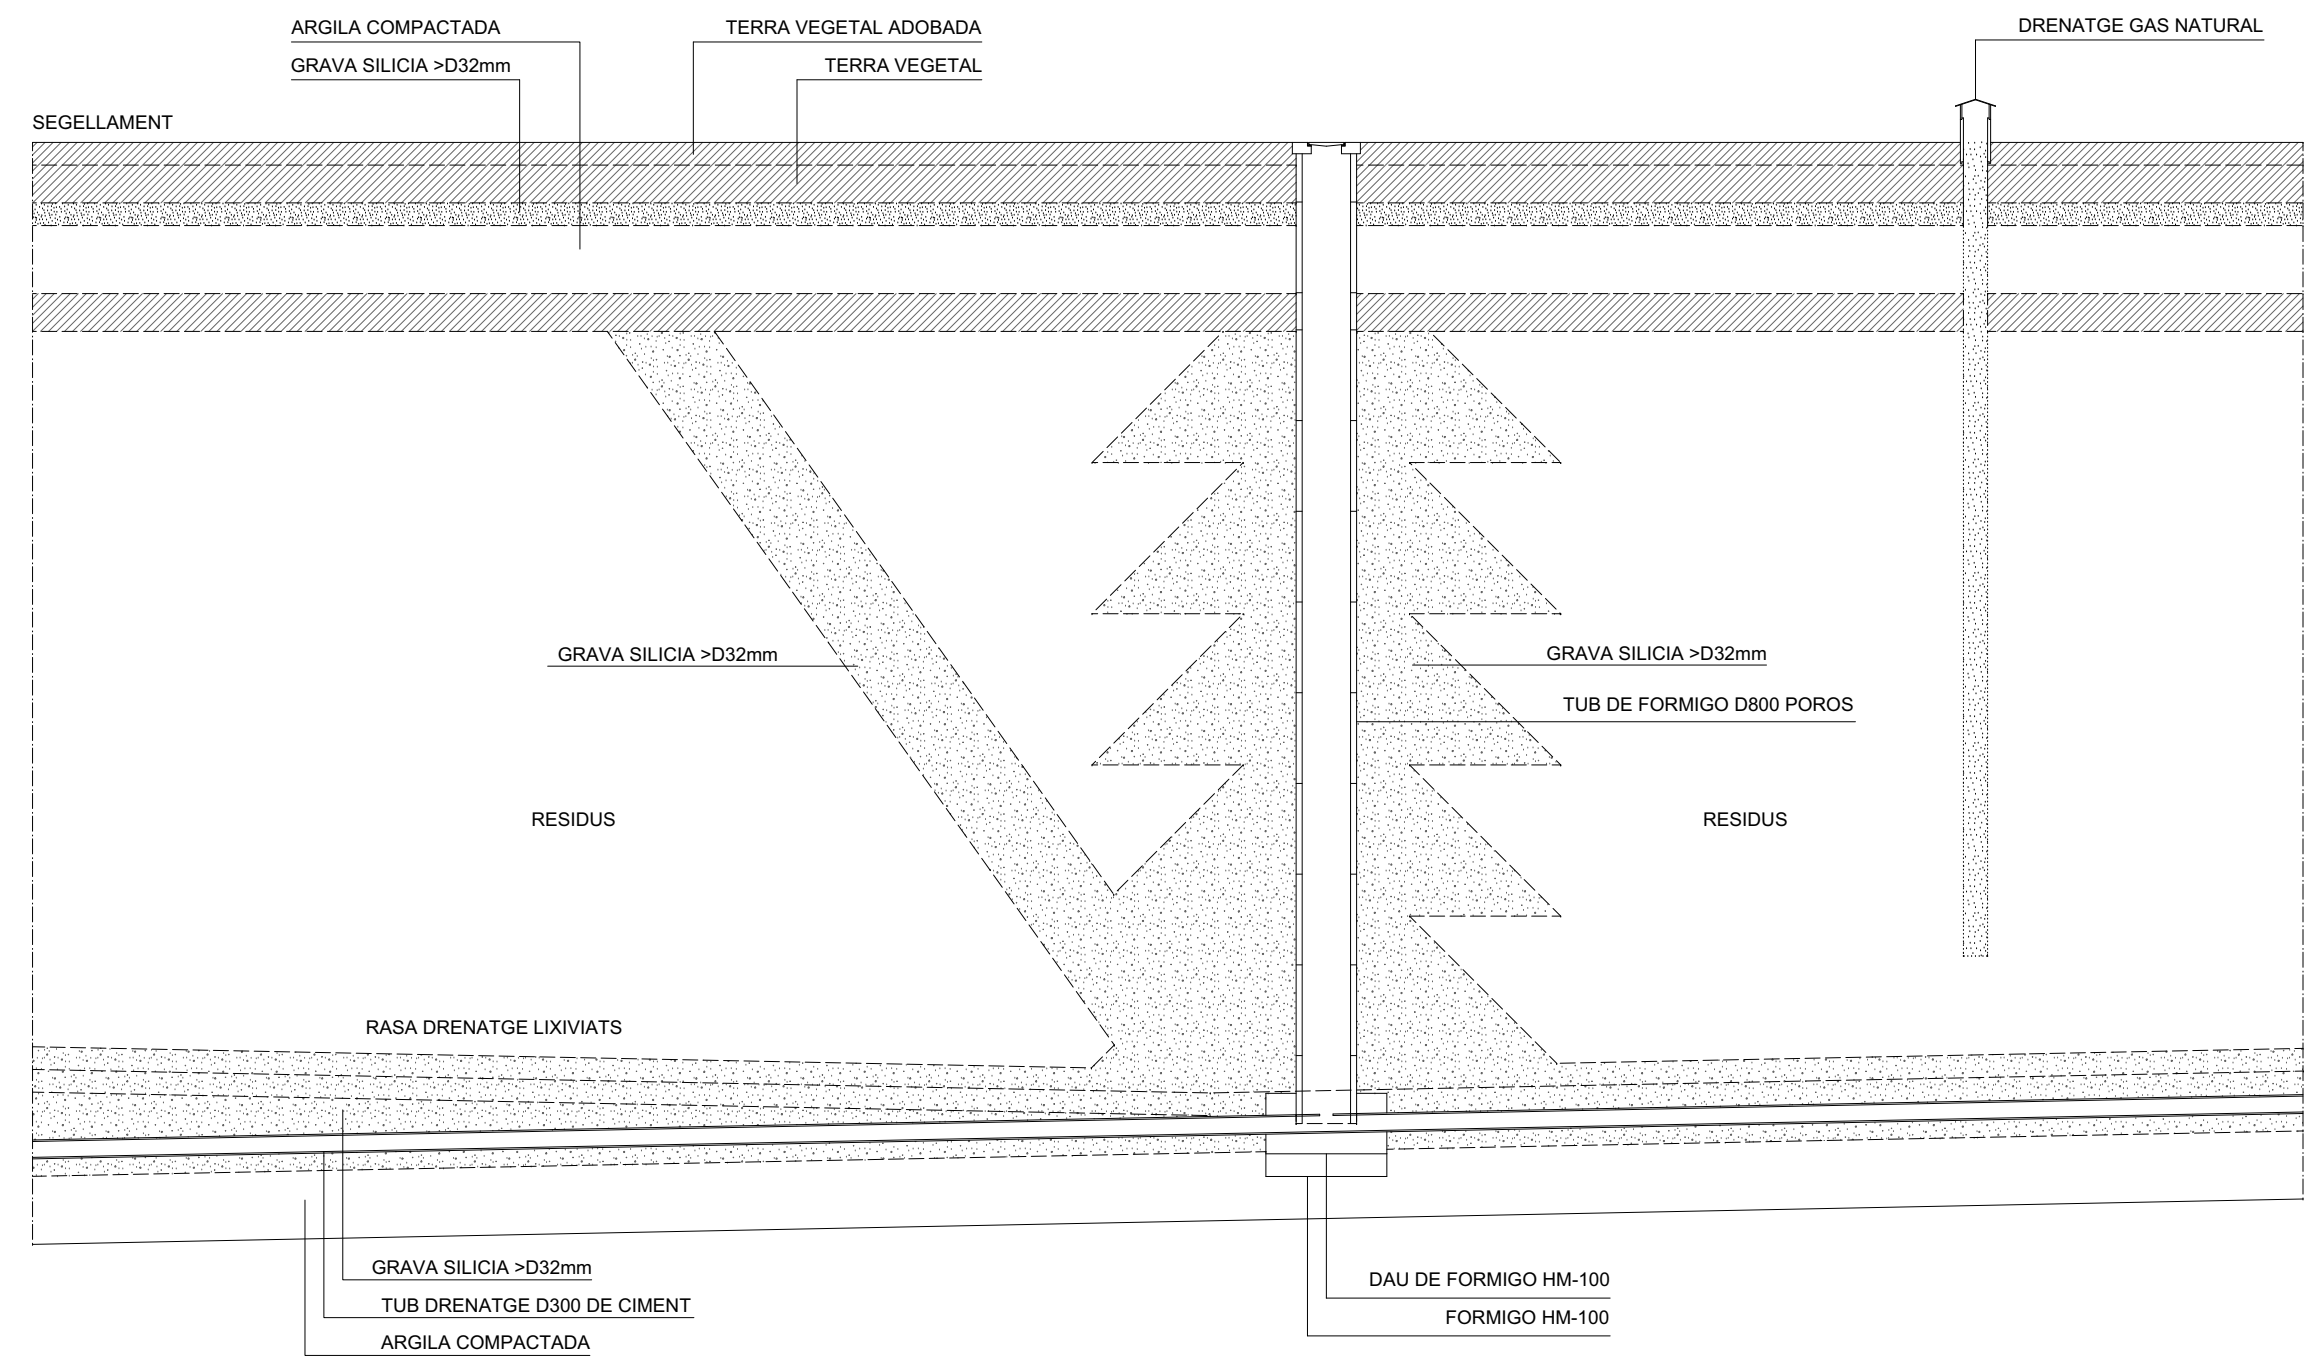 ARGILA COMPACTADA
TERRA VEGETAL ADOBADA
DRENATGE GAS NATURAL
GRAVA SILICIA >D32mm
TERRA VEGETAL
SEGELLAMENT
GRAVA SILICIA >D32mm
GRAVA SILICIA >D32mm
TUB DE FORMIGO D800 POROS
RESIDUS
RESIDUS
RASA DRENATGE LIXIVIATS
GRAVA SILICIA >D32mm
DAU DE FORMIGO HM-100
TUB DRENATGE D300 DE CIMENT
FORMIGO HM-100
ARGILA COMPACTADA